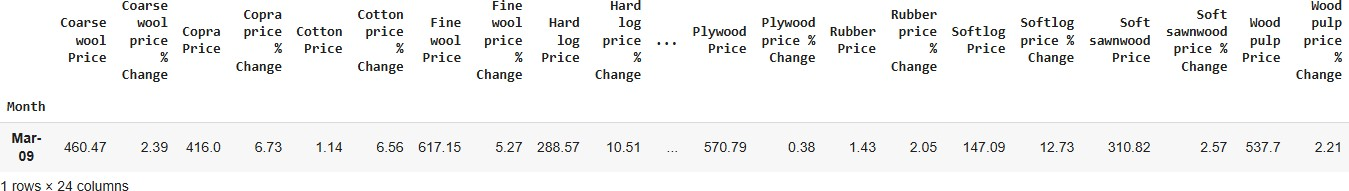 Coarse
wool
Price
Coarse
wool
price
%
Change
Copra
Price
Copra
price
%
Change
Cotton
Price
Cotton
price
%
Change
Fine
wool
Price
Fine
wool
price
%
Change
Hard
log
Price
Hard
log
price
%
Change
...
Plywood
Price
Plywood
price %
Change
Rubber
Price
Rubber
price
%
Change
Softlog
Price
Softlog
price %
Change
Soft
sawnwood
Price
Soft
sawnwood
price %
Change
Wood
pulp
Price
Wood
pulp
price
%
Change
Month
Mar-
09
460.47 2.39 416.0 6.73 1.14 6.56 617.15 5.27 288.57 10.51 ... 570.79 0.38 1.43 2.05 147.09 12.73 310.82 2.57 537.7 2.21
1 rows × 24 columns